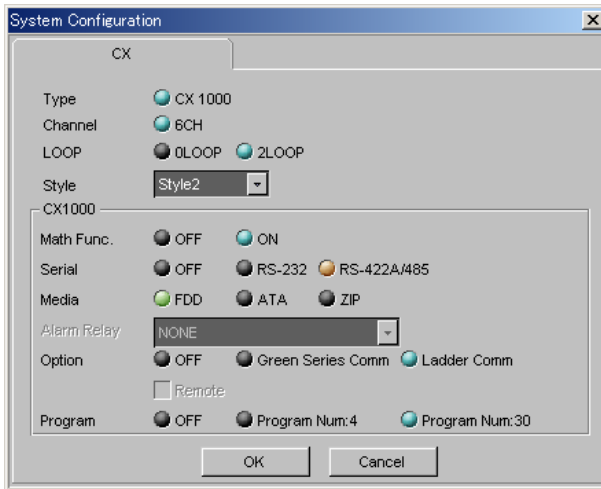 System Configuration
CX
Type CX 1000
Channel 6CH
LOOP 0LOOP 2LOOP
Style Style2
CX1000
Math Func. OFF ON
Serial OFF RS-232 RS-422A/485
Media FDD ATA ZIP
Alarm Relay NONE
Option OFF Green Series Comm Ladder Comm
Remote
Program OFF Program Num:4 Program Num:30
OK Cancel